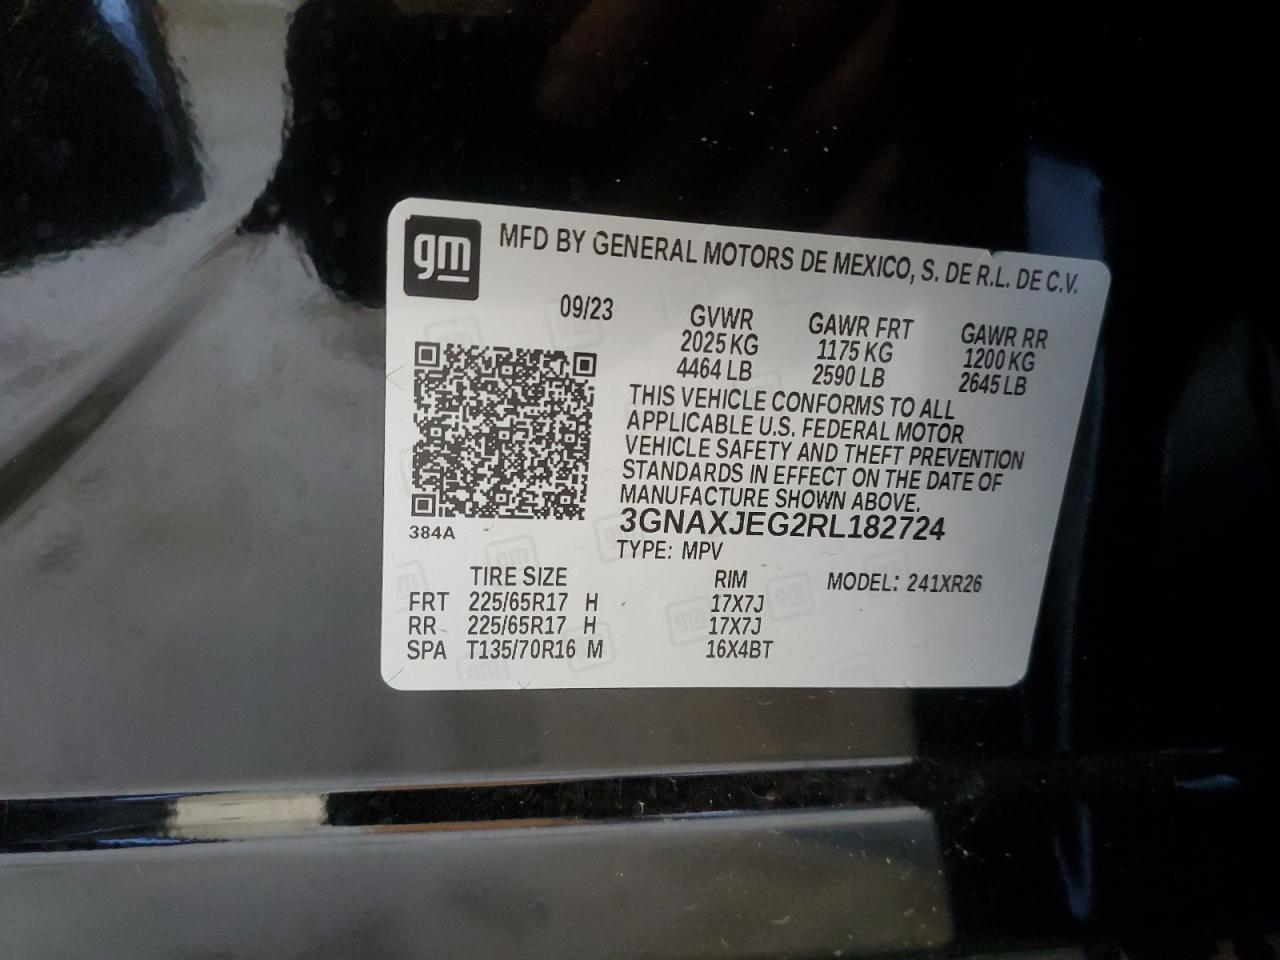 gm
MFD BY GENERAL MOTORS DE MEXICO, S. DE R.L. DE C.V.
09/23 GVWR GAWR FRT GAWR RR
2025 KG 1175 KG 1200 KG
4464 LB 2590 LB 2645 LB
THIS VEHICLE CONFORMS TO ALL
APPLICABLE U.S. FEDERAL MOTOR
VEHICLE SAFETY AND THEFT PREVENTION
STANDARDS IN EFFECT ON THE DATE OF
MANUFACTURE SHOWN ABOVE.
3GNAXJEG2RL182724
384A
TYPE: MPV
TIRE SIZE RIM MODEL: 241XR26
FRT 225/65R17 H 17X7J
RR 225/65R17 H 17X7J
SPA T135/70R16 M 16X4BT